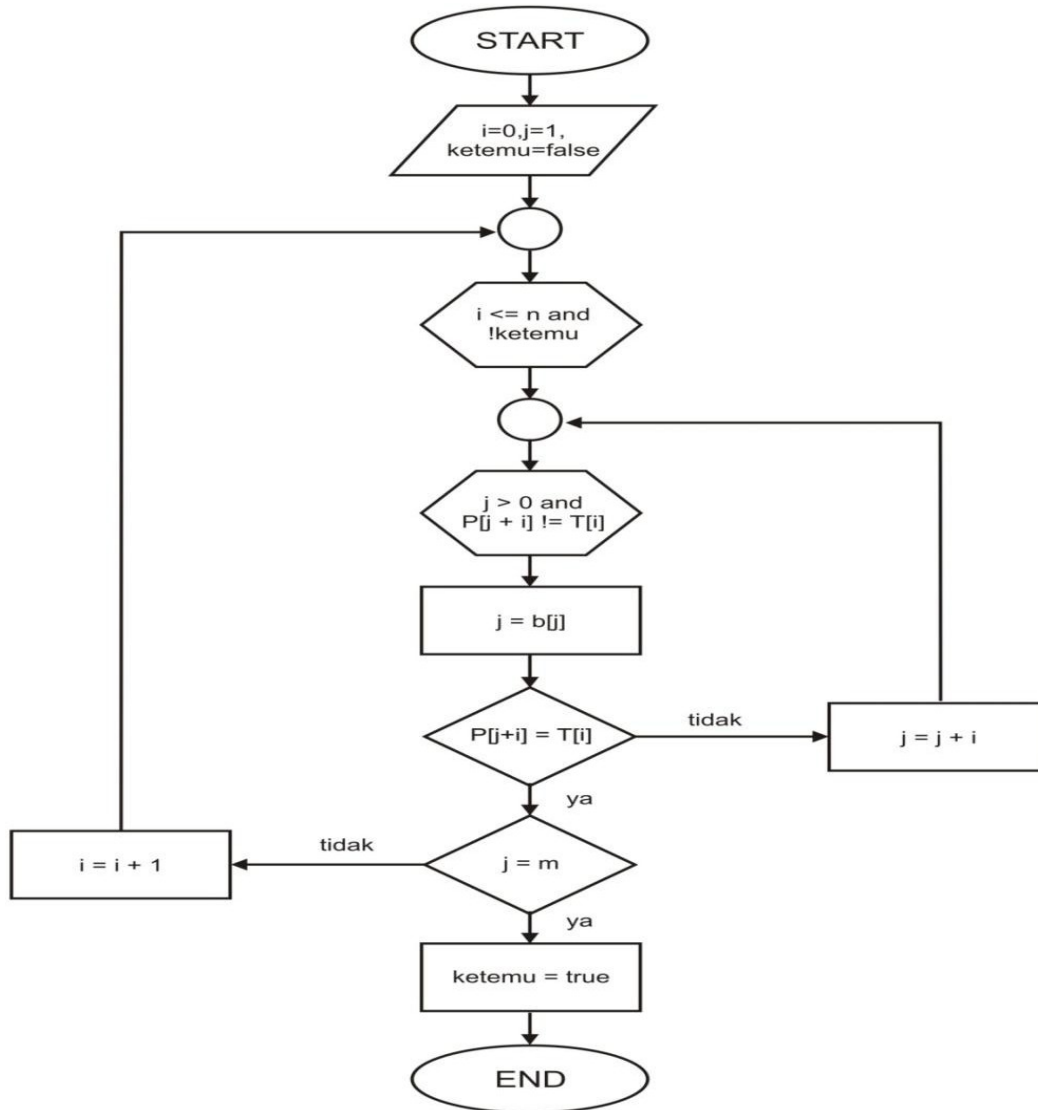 START
i=0,j=1,
ketemu=false
i <= n and
!ketemu
j > 0 and
P[j + i] != T[i]
j = b[j]
P[j+i] = T[i]
tidak
j = j + i
ya
j = m
tidak
i = i + 1
ya
ketemu = true
END